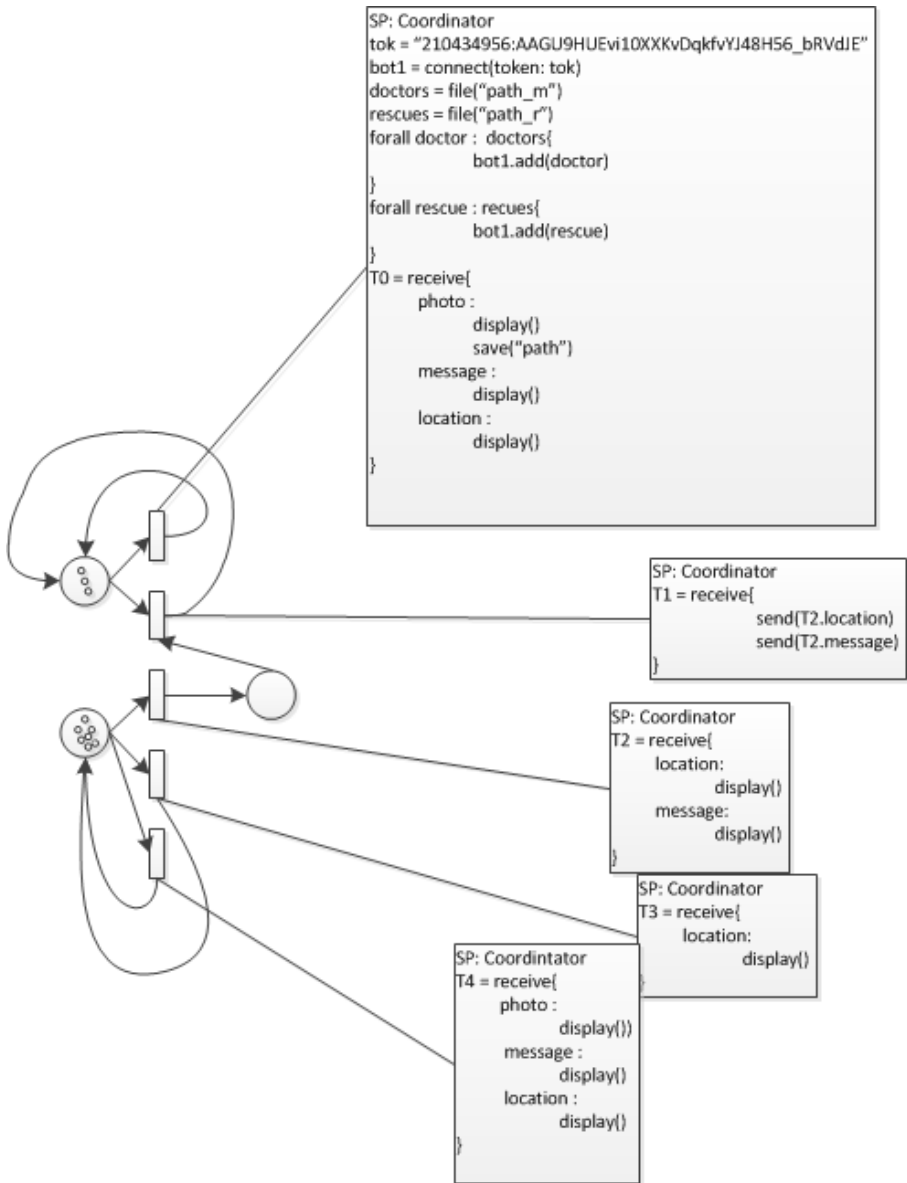 SP: Coordinator
tok = “210434956:AAGU9HUEvi10XXKvDqkfvYJ48H56_bRVdJE”
bot1 = connect(token: tok)
doctors = file(“path_m”)
rescues = file(“path_r”)
forall doctor : doctors{
bot1.add(doctor)
}
forall rescue : recues{
bot1.add(rescue)
}
T0 = receive{
photo :
display()
save(“path”)
message :
display()
location :
display()
}
SP: Coordinator
T1 = receive{
send(T2.location)
send(T2.message)
}
SP: Coordinator
T2 = receive{
location:
display()
message:
display()
}
SP: Coordinator
T3 = receive{
location:
display()
}
SP: Coordintator
T4 = receive{
photo :
display())
message :
display()
location :
display()
}